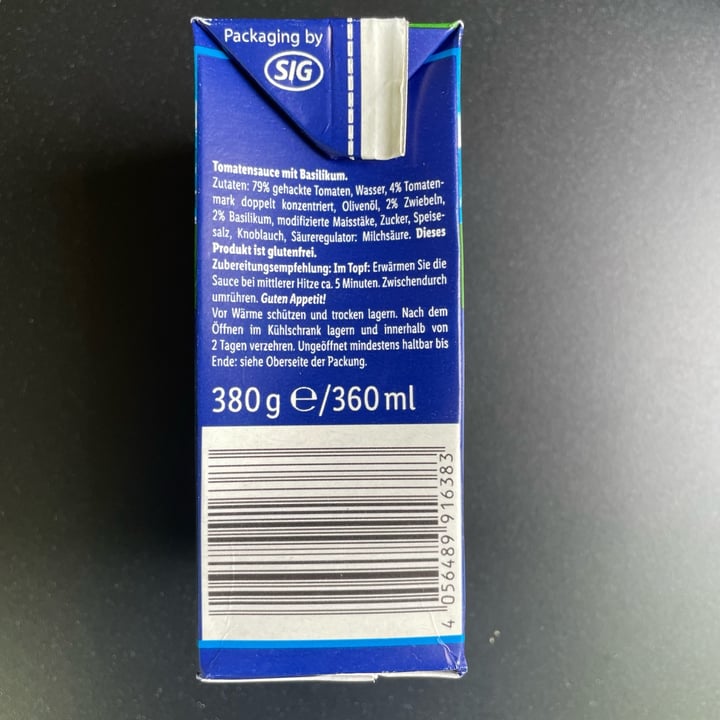 Packaging by
SIG
Tomatensauce mit Basilikum.
Zutaten: 79% gehackte Tomaten, Wasser, 4% Tomaten-
mark doppelt konzentriert, Olivenöl, 2% Zwiebeln,
2% Basilikum, modifizierte Maisstäke, Zucker, Speise-
salz, Knoblauch, Säureregulator: Milchsäure. Dieses
Produkt ist glutenfrei.
Zubereitungsempfehlung: Im Topf: Erwärmen Sie die
Sauce bei mittlerer Hitze ca. 5 Minuten. Zwischendurch
umrühren. Guten Appetit!
Vor Wärme schützen und trocken lagern. Nach dem
Öffnen im Kühlschrank lagern und innerhalb von
2 Tagen verzehren. Ungeöffnet mindestens haltbar bis
Ende: siehe Oberseite der Packung.
380 g ℮/360 ml
4 056489 916383